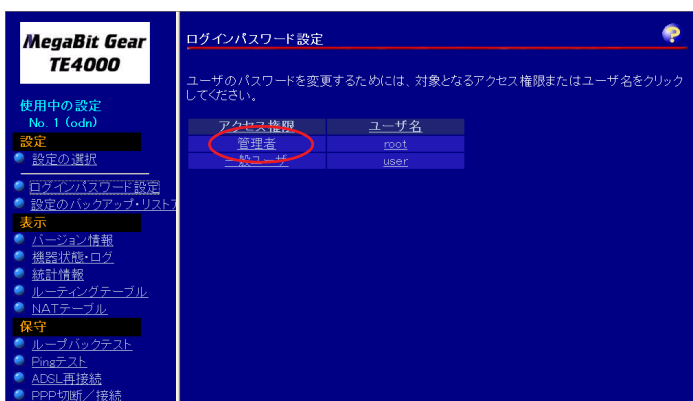 MegaBit Gear
TE4000
使用中の設定
No. 1 (odn)
設定
設定の選択
ログインパスワード設定
設定のバックアップ・リストア
表示
バージョン情報
機器状態・ログ
統計情報
ルーティングテーブル
NATテーブル
保守
ループバックテスト
Pingテスト
ADSL再接続
PPP切断／接続
ログインパスワード設定
?
ユーザのパスワードを変更するためには、対象となるアクセス権限またはユーザ名をクリック
してください。
アクセス権限 ユーザ名
管理者 root
一般ユーザ user